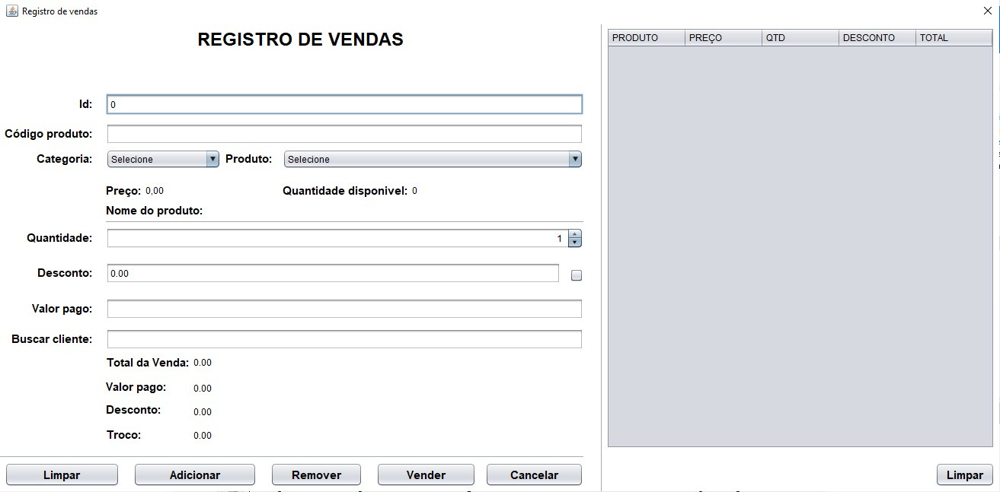 Registro de vendas
REGISTRO DE VENDAS
Id: 0
Código produto:
Categoria: Selecione Produto: Selecione
Preço: 0,00 Quantidade disponivel: 0
Nome do produto:
Quantidade: 1
Desconto: 0.00
Valor pago:
Buscar cliente:
Total da Venda: 0.00
Valor pago: 0.00
Desconto: 0.00
Troco: 0.00
Limpar Adicionar Remover Vender Cancelar
PRODUTO PREÇO QTD DESCONTO TOTAL
Limpar